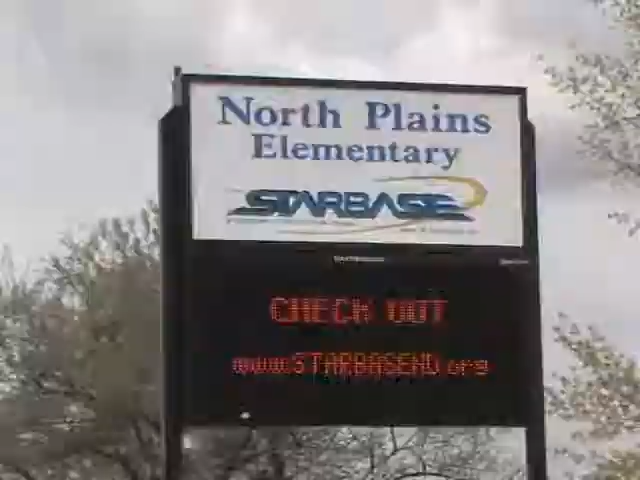 North Plains
Elementary
STARBASE
CHECK OUT
www.STARBASEND.org